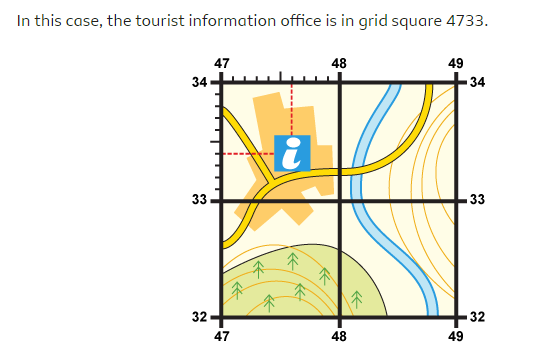 In this case, the tourist information office is in grid square 4733.
47 48 49
34 34
i
33 33
32 32
47 48 49